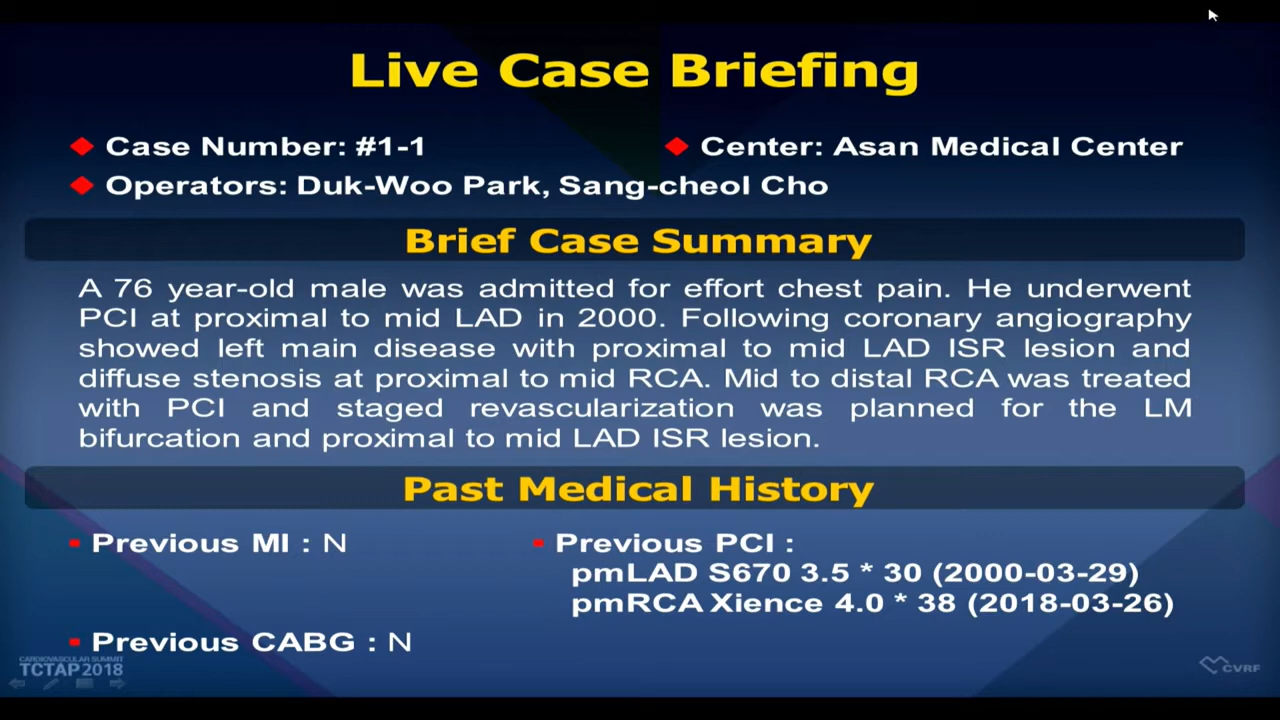 Live Case Briefing
Case Number: #1-1
Center: Asan Medical Center
Operators: Duk-Woo Park, Sang-cheol Cho
Brief Case Summary
A 76 year-old male was admitted for effort chest pain. He underwent
PCI at proximal to mid LAD in 2000. Following coronary angiography
showed left main disease with proximal to mid LAD ISR lesion and
diffuse stenosis at proximal to mid RCA. Mid to distal RCA was treated
with PCI and staged revascularization was planned for the LM
bifurcation and proximal to mid LAD ISR lesion.
Past Medical History
Previous MI : N
Previous PCI :
pmLAD S670 3.5 * 30 (2000-03-29)
pmRCA Xience 4.0 * 38 (2018-03-26)
Previous CABG : N
CARDIOVASCULAR SUMMIT
TCTAP2018
CVRF